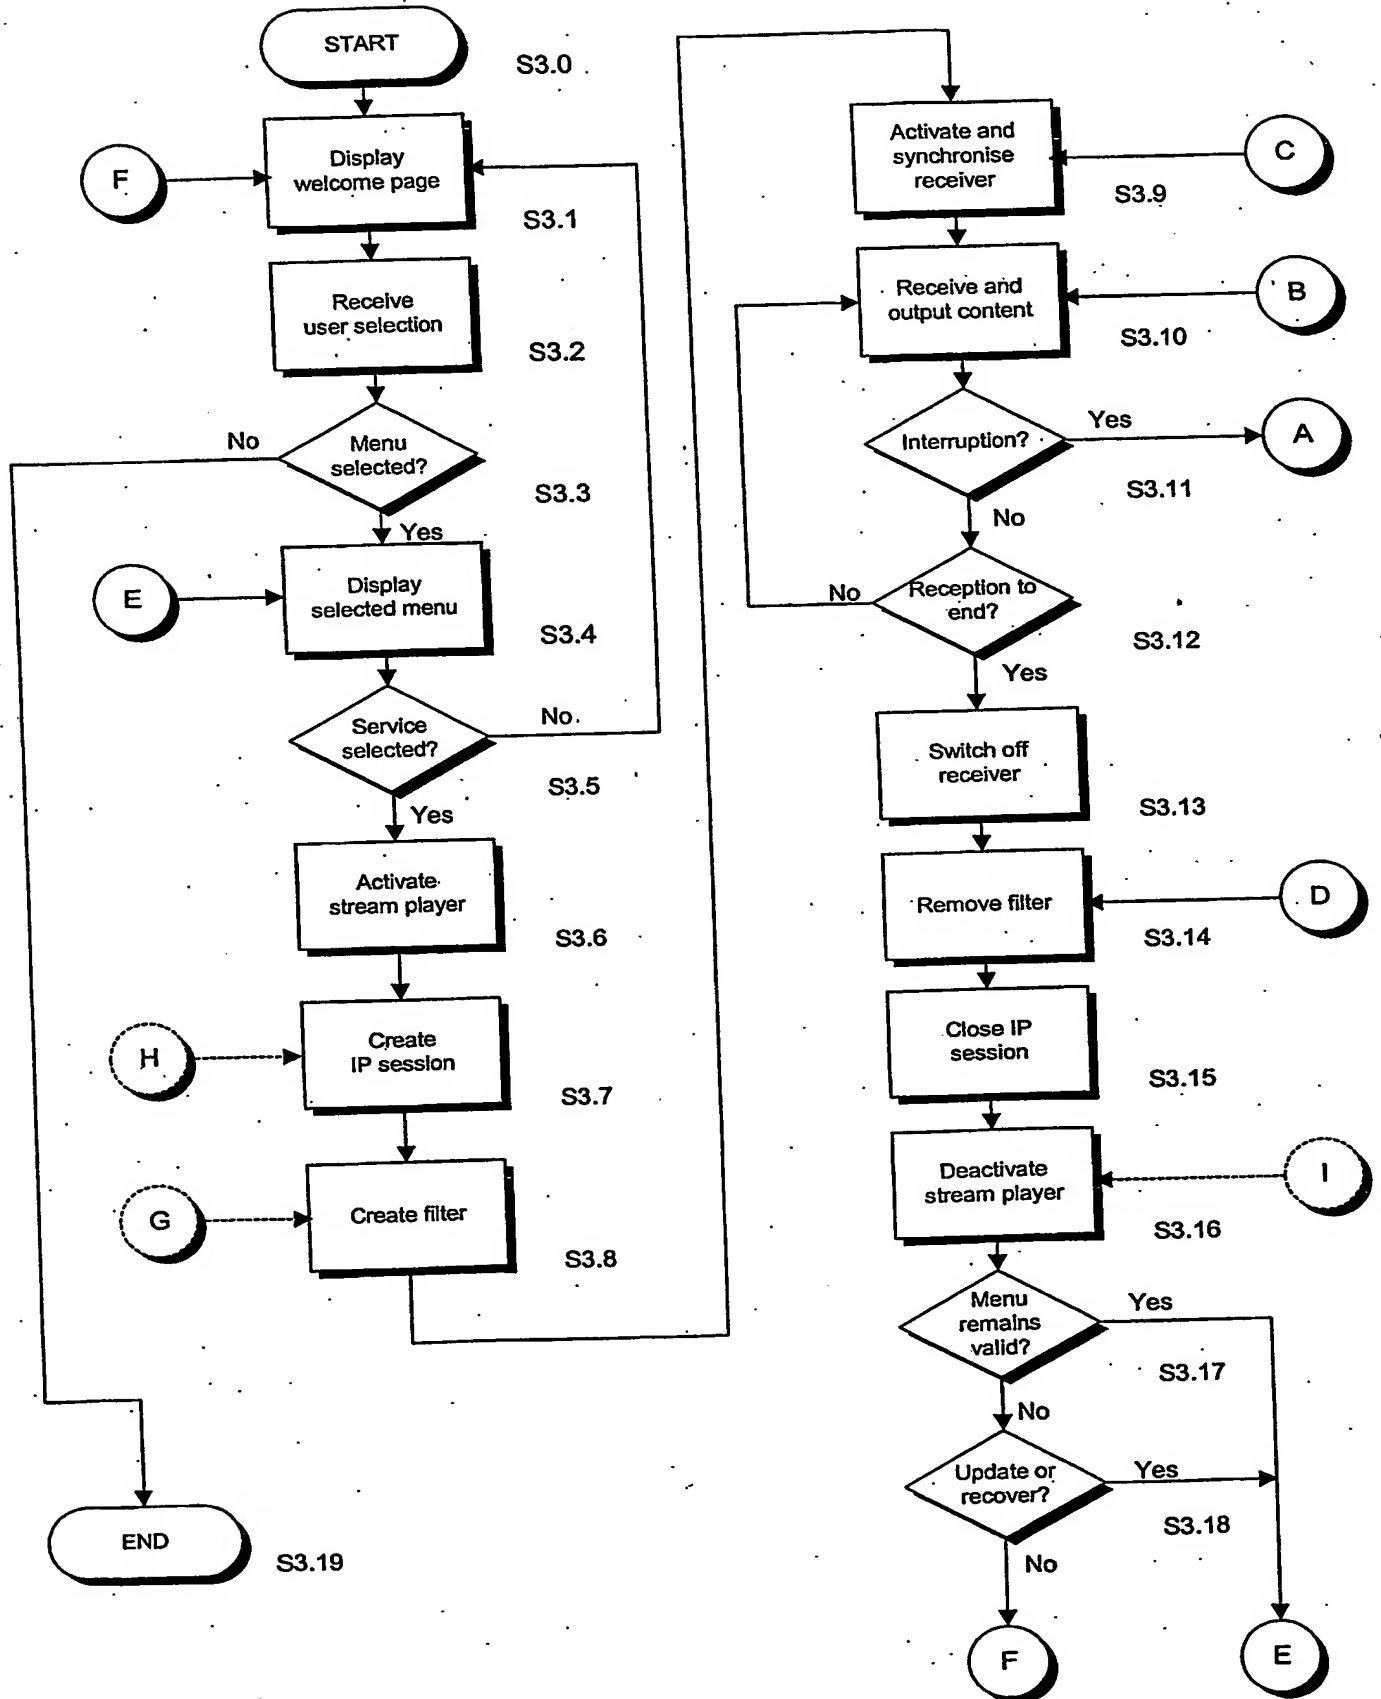 START
S3.0
F
Display
welcome page
S3.1
Receive
user selection
S3.2
No
Menu
selected?
S3.3
Yes
E
Display
selected menu
S3.4
Service
selected?
No
S3.5
Yes
Activate
stream player
S3.6
H
Create
IP session
S3.7
G
Create filter
S3.8
END
S3.19
Activate and
synchronise
receiver
C
S3.9
Receive and
output content
B
S3.10
Interruption?
Yes
A
S3.11
No
Reception to
end?
No
S3.12
Yes
Switch off
receiver
S3.13
Remove filter
D
S3.14
Close IP
session
S3.15
Deactivate
stream player
I
S3.16
Menu
remains
valid?
Yes
S3.17
No
Update or
recover?
Yes
S3.18
No
F
E